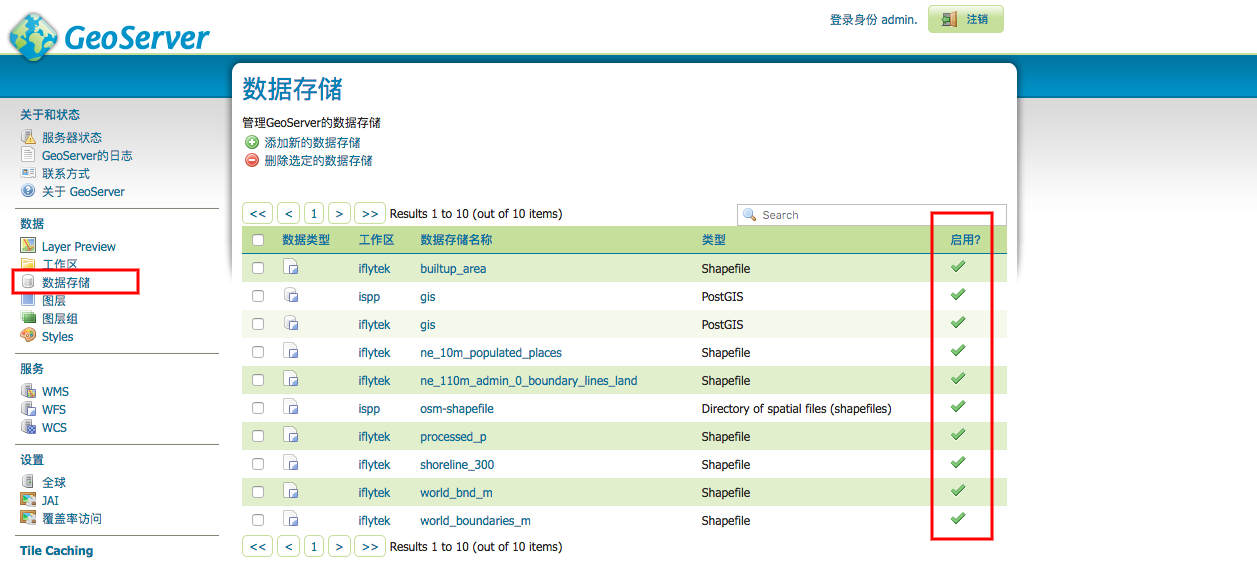 GeoServer
登录身份 admin.
注销
关于和状态
服务器状态
GeoServer的日志
联系方式
关于 GeoServer
数据
Layer Preview
工作区
数据存储
图层
图层组
Styles
服务
WMS
WFS
WCS
设置
全球
JAI
覆盖率访问
Tile Caching
数据存储
管理GeoServer的数据存储
添加新的数据存储
删除选定的数据存储
<< < 1 > >> Results 1 to 10 (out of 10 items)
Search
数据类型 工作区 数据存储名称 类型 启用?
iflytek builtup_area Shapefile
ispp gis PostGIS
iflytek gis PostGIS
iflytek ne_10m_populated_places Shapefile
iflytek ne_110m_admin_0_boundary_lines_land Shapefile
ispp osm-shapefile Directory of spatial files (shapefiles)
iflytek processed_p Shapefile
iflytek shoreline_300 Shapefile
iflytek world_bnd_m Shapefile
iflytek world_boundaries_m Shapefile
<< < 1 > >> Results 1 to 10 (out of 10 items)